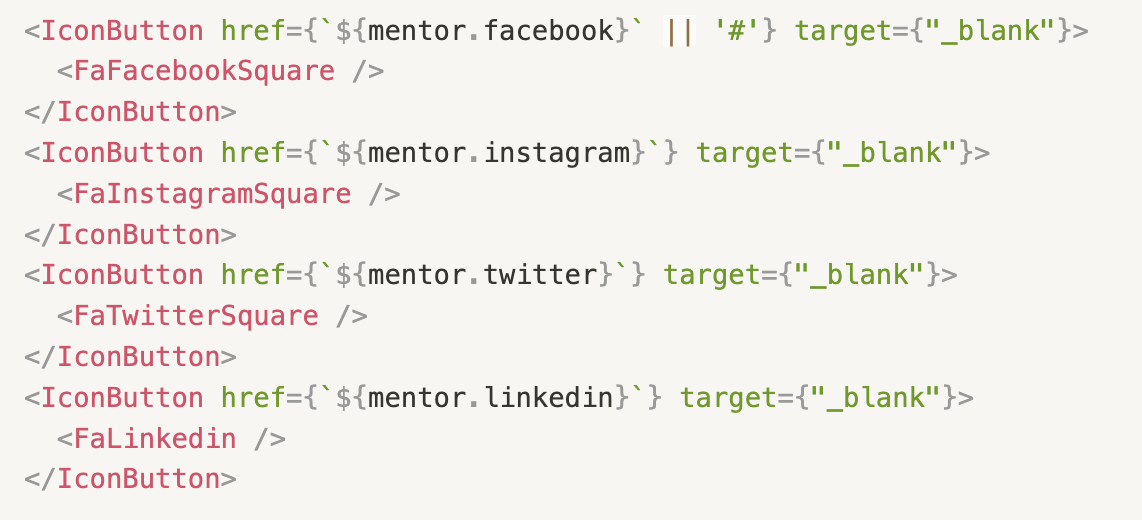 <IconButton href={`${mentor.facebook}` || '#'} target={"_blank"}>
  <FaFacebookSquare />
</IconButton>
<IconButton href={`${mentor.instagram}`} target={"_blank"}>
  <FaInstagramSquare />
</IconButton>
<IconButton href={`${mentor.twitter}`} target={"_blank"}>
  <FaTwitterSquare />
</IconButton>
<IconButton href={`${mentor.linkedin}`} target={"_blank"}>
  <FaLinkedin />
</IconButton>